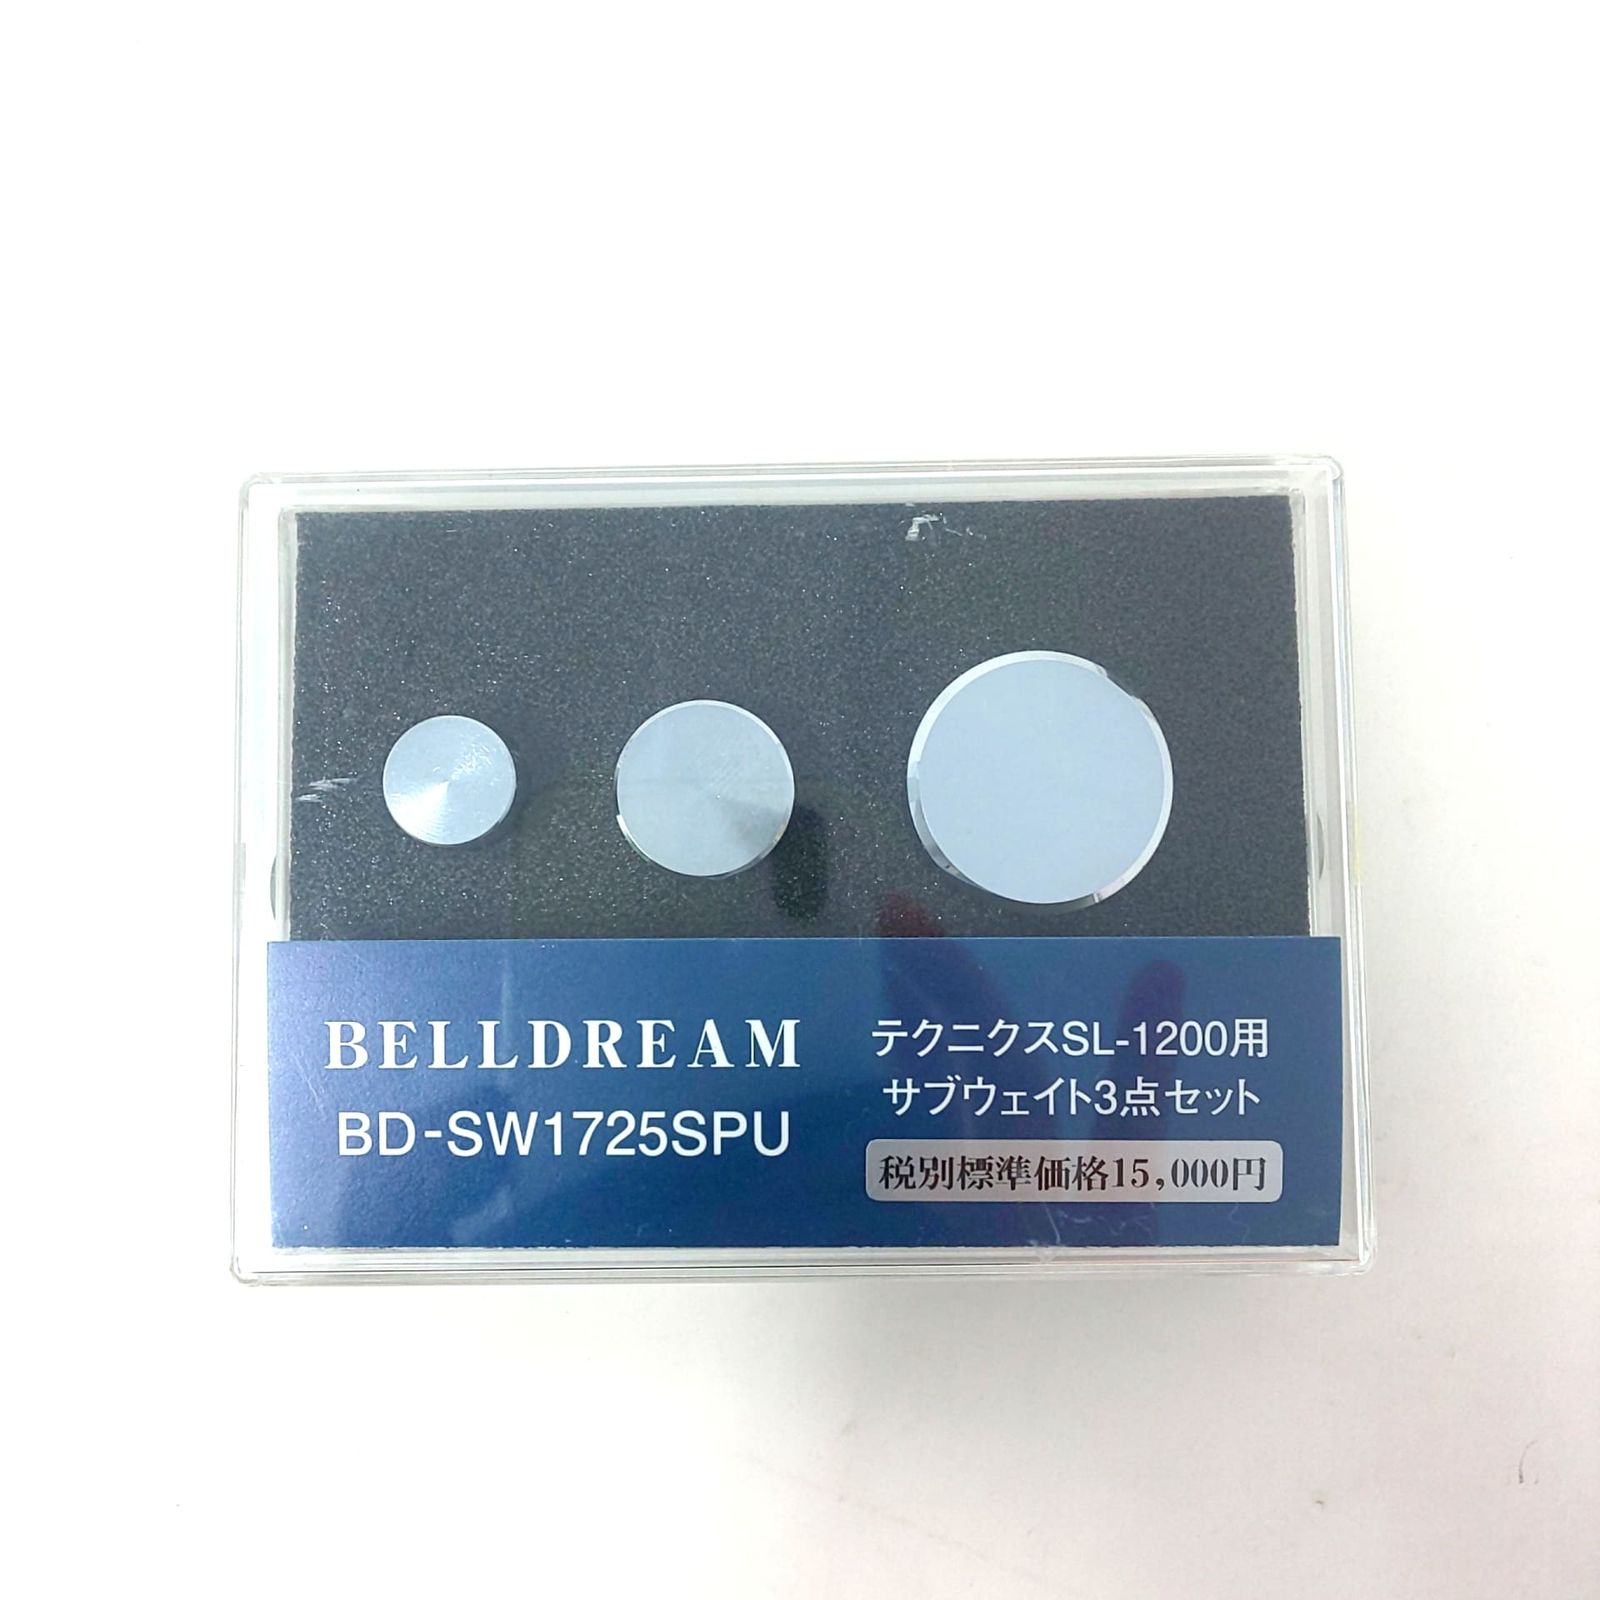 BELLDREAM
BD-SW1725SPU
テクニクスSL-1200用
サブウェイト3点セット
税別標準価格15,000円